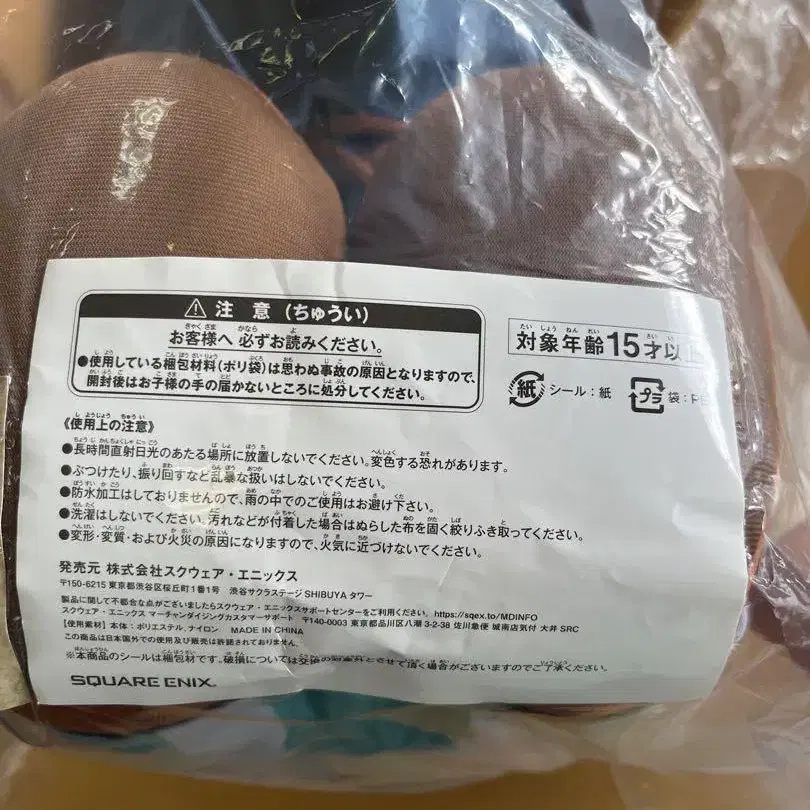 ⚠ 注意(ちゅうい)
お客様へ 必ずお読みください。
●使用している梱包材料(ポリ袋)は思わぬ事故の原因となりますので、
開封後はお子様の手の届かないところに処分してください。
対象年齢15才以上
紙 シール:紙 プラ 袋:PE
《使用上の注意》
●長時間直射日光のあたる場所に放置しないでください。変色する恐れがあります。
●ぶつけたり、振り回すなど乱暴な扱いはしないでください。
●防水加工はしておりませんので、雨の中でのご使用はお避け下さい。
●洗濯はしないでください。汚れなどが付着した場合はぬらした布を固く絞りふき取ってください。
●変形・変質・および火災の原因になりますので、火気に近づけないでください。
発売元 株式会社スクウェア・エニックス
〒150-6215 東京都渋谷区桜丘町1番1号 渋谷サクラステージ SHIBUYA タワー
製品に関して不都合な点がございましたらスクウェア・エニックスサポートセンターをご利用ください。https://sqex.to/MDINFO
スクウェア・エニックス マーチャンダイジングカスタマーサポート 〒140-0003 東京都品川区八潮 3-2-38 佐川急便 城南店気付 大井 SRC
【使用素材】本体:ポリエステル、ナイロン MADE IN CHINA
この商品は日本国外での使用及び販売は許諾されておりません。
※本商品のシールは梱包材です。破損については交換の対象外とさせて頂く場合がございますのでご了承ください。
SQUARE ENIX.